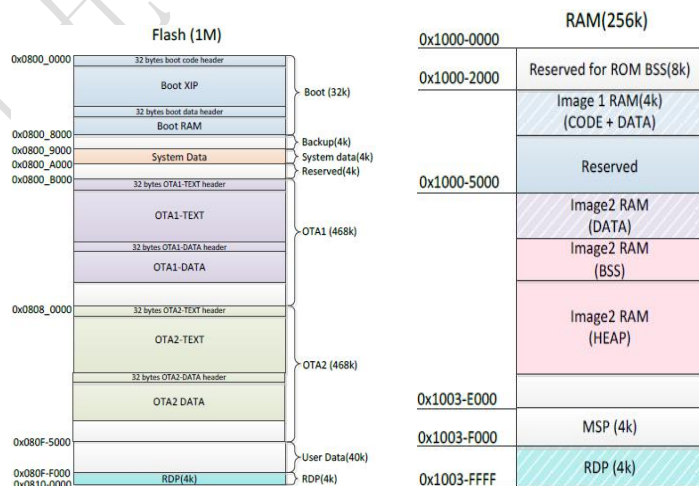 Flash (1M)
0x0800_0000
32 bytes boot code header
Boot XIP
Boot (32k)
32 bytes boot data header
Boot RAM
0x0800_8000
Backup(4k)
0x0800_9000
System Data
System data(4k)
0x0800_A000
Reserved(4k)
0x0800_B000
32 bytes OTA1-TEXT header
OTA1-TEXT
OTA1 (468k)
32 bytes OTA1-DATA header
OTA1-DATA
0x0808_0000
32 bytes OTA2-TEXT header
OTA2-TEXT
OTA2 (468k)
32 bytes OTA2-DATA header
OTA2 DATA
0x080F-5000
User Data(40k)
0x080F-F000
RDP(4k)
RDP(4k)
0x0810-0000
RAM(256k)
0x1000-0000
Reserved for ROM BSS(8k)
0x1000-2000
Image 1 RAM(4k)
(CODE + DATA)
Reserved
0x1000-5000
Image2 RAM
(DATA)
Image2 RAM
(BSS)
Image2 RAM
(HEAP)
0x1003-E000
MSP (4k)
0x1003-F000
RDP (4k)
0x1003-FFFF